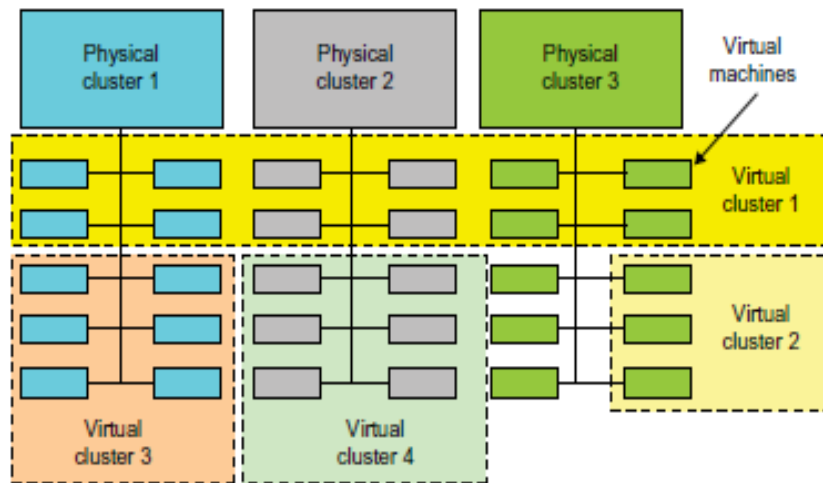 Physical
cluster 1
Physical
cluster 2
Physical
cluster 3
Virtual
machines
Virtual
cluster 1
Virtual
cluster 2
Virtual
cluster 3
Virtual
cluster 4